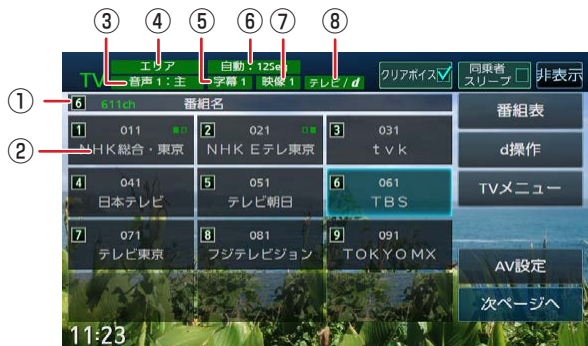 ③ ④ ⑤ ⑥ ⑦ ⑧
TV エリア 自動:12Seg
音声1:主 字幕1 映像1 テレビ/d
クリアボイス 同乗者スリープ 非表示
① 6 611ch 番組名
②
1 011 NHK総合・東京
2 021 NHK Eテレ東京
3 031 tvk
4 041 日本テレビ
5 051 テレビ朝日
6 061 TBS
7 071 テレビ東京
8 081 フジテレビジョン
9 091 TOKYO MX
番組表
d操作
TVメニュー
AV設定
次ページへ
11:23